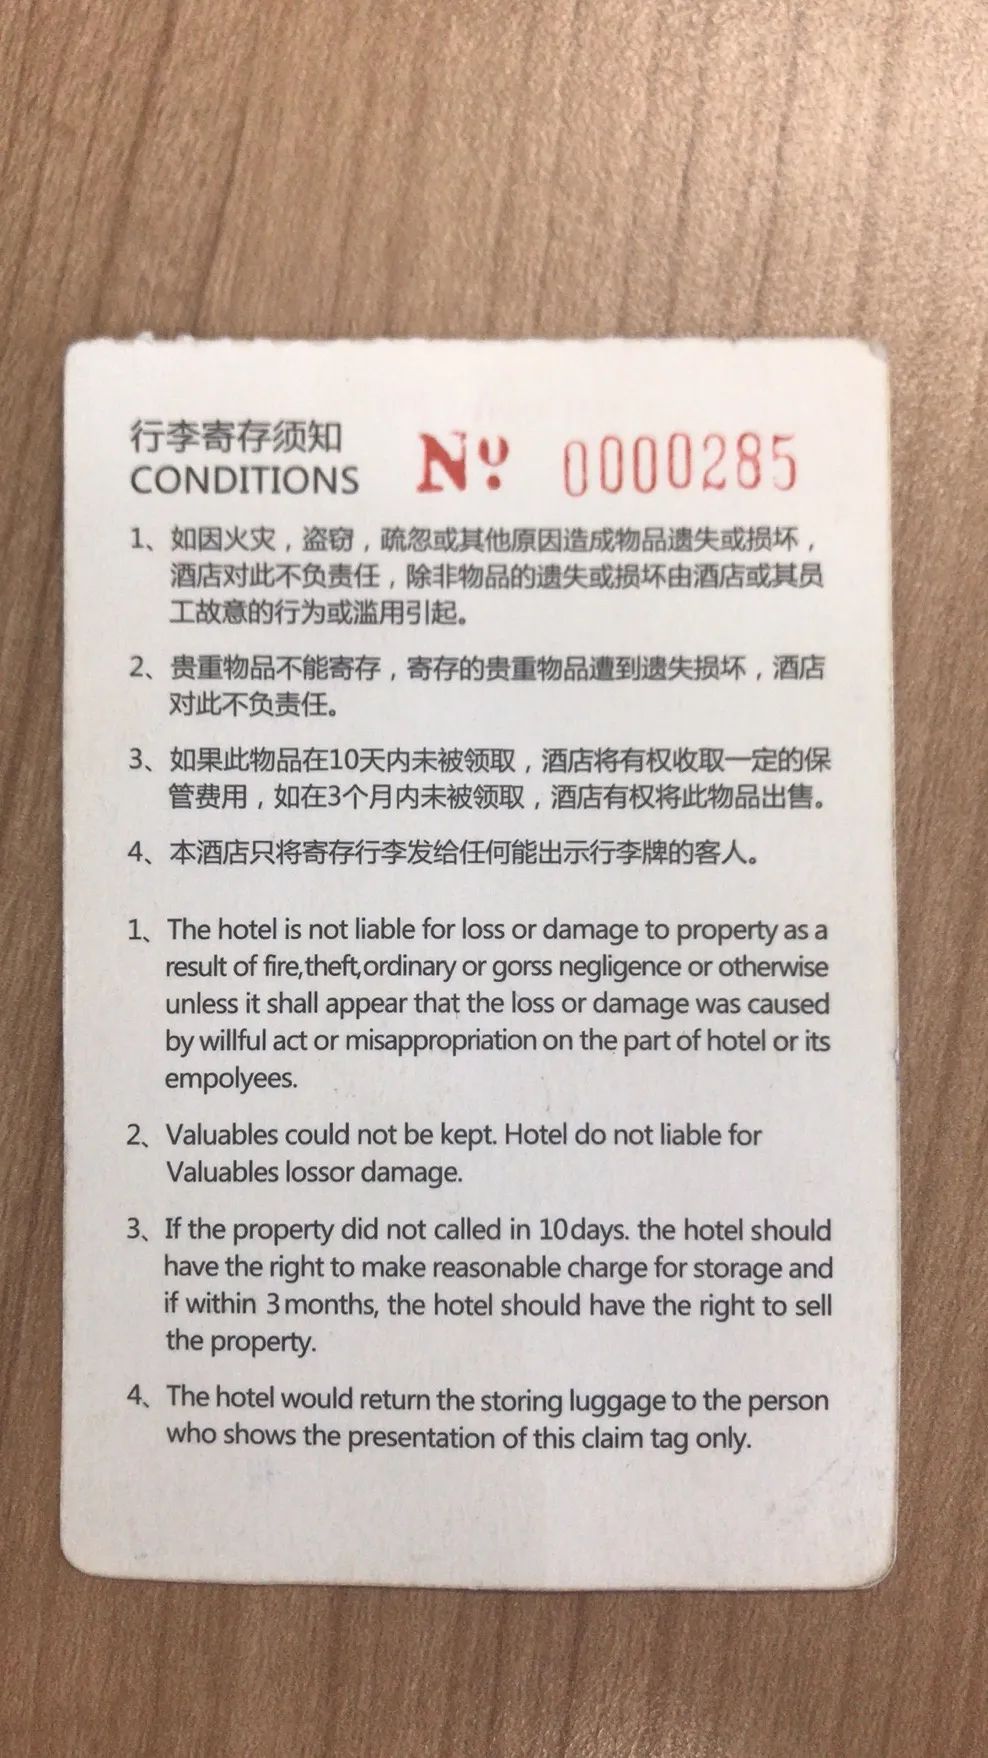 行李寄存须知
CONDITIONS
No 0000285
1、如因火灾，盗窃，疏忽或其他原因造成物品遗失或损坏，
酒店对此不负责任，除非物品的遗失或损坏由酒店或其员
工故意的行为或滥用引起。
2、贵重物品不能寄存，寄存的贵重物品遭到遗失损坏，酒店
对此不负责任。
3、如果此物品在10天内未被领取，酒店将有权收取一定的保
管费用，如在3个月内未被领取，酒店有权将此物品出售。
4、本酒店只将寄存行李发给任何能出示行李牌的客人。
1、The hotel is not liable for loss or damage to property as a
result of fire,theft,ordinary or gorss negligence or otherwise
unless it shall appear that the loss or damage was caused
by willful act or misappropriation on the part of hotel or its
empolyees.
2、Valuables could not be kept. Hotel do not liable for
Valuables lossor damage.
3、If the property did not called in 10days. the hotel should
have the right to make reasonable charge for storage and
if within 3months, the hotel should have the right to sell
the property.
4、The hotel would return the storing luggage to the person
who shows the presentation of this claim tag only.